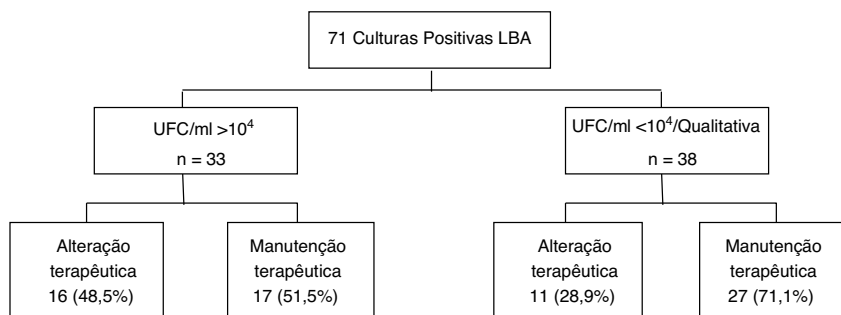 71 Culturas Positivas LBA
UFC/ml >10⁴
n = 33
UFC/ml <10⁴/Qualitativa
n = 38
Alteração
terapêutica
16 (48,5%)
Manutenção
terapêutica
17 (51,5%)
Alteração
terapêutica
11 (28,9%)
Manutenção
terapêutica
27 (71,1%)